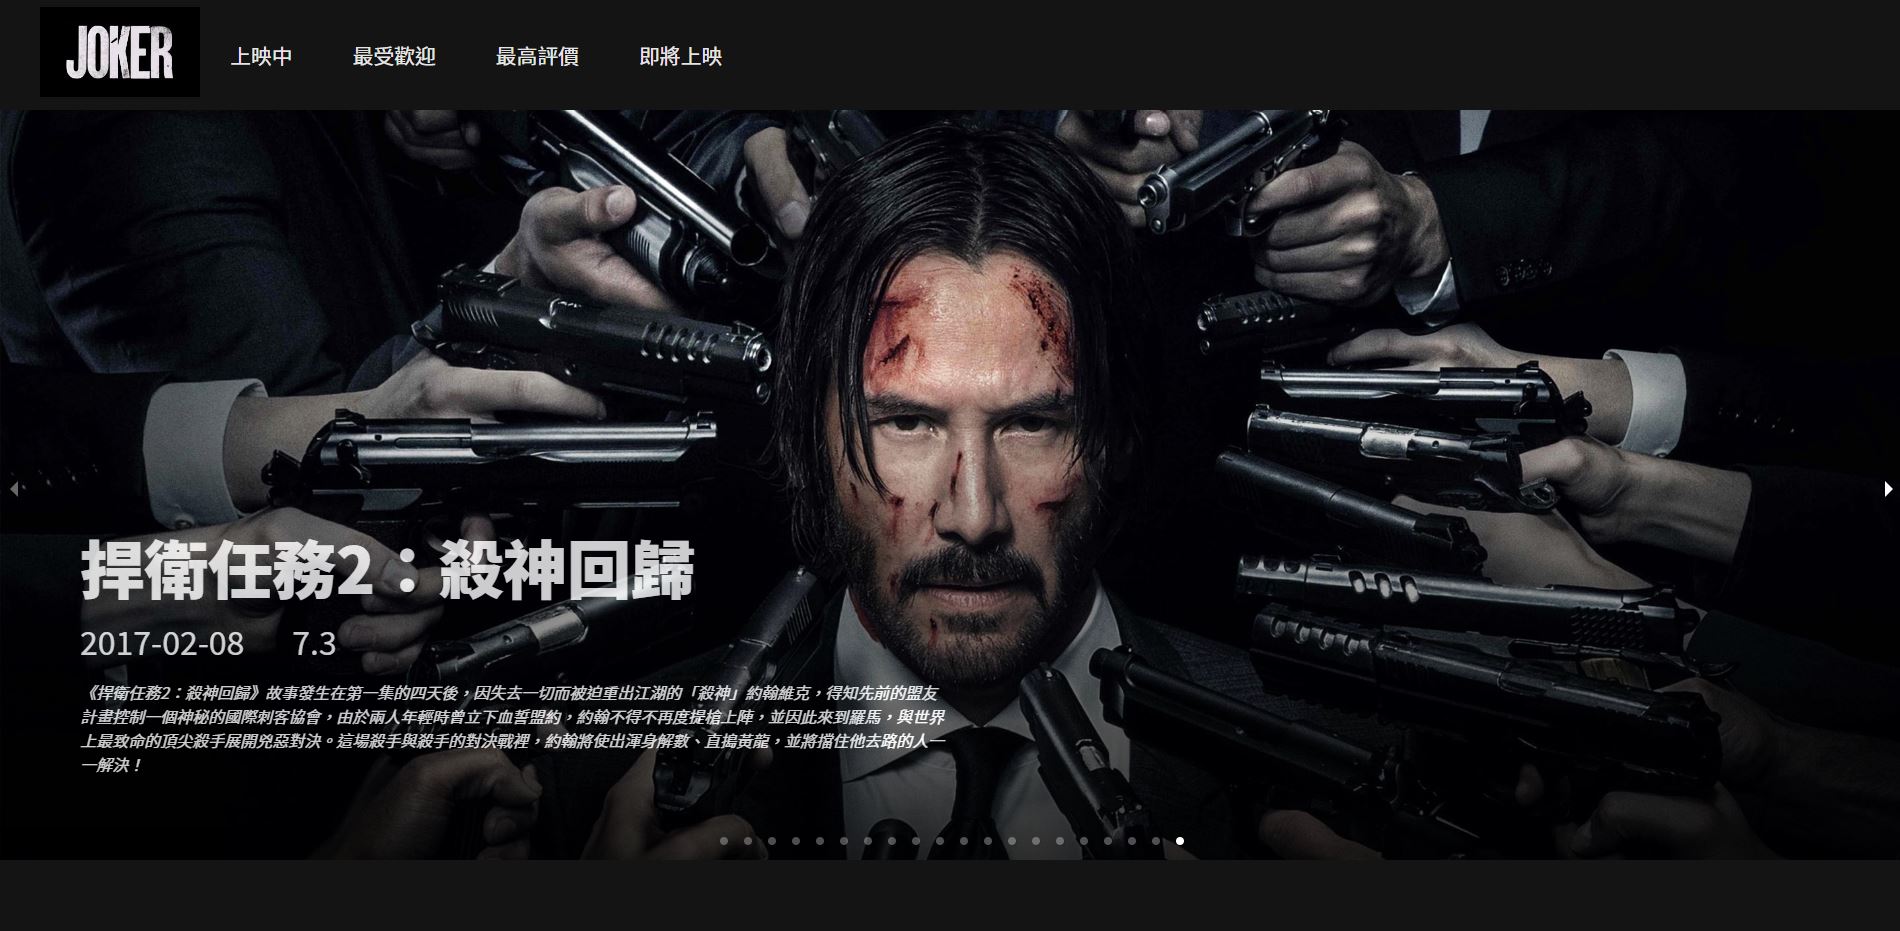 JOKER
上映中
最受歡迎
最高評價
即將上映
捍衛任務2：殺神回歸
2017-02-08 7.3
《捍衛任務2：殺神回歸》故事發生在第一集的四天後，因失去一切而被迫重出江湖的「殺神」約翰維克，得知先前的盟友
計畫控制一個神秘的國際刺客協會，由於兩人年輕時曾立下血誓盟約，約翰不得不再度提槍上陣，並因此來到羅馬，與世界
上最致命的頂尖殺手展開兇惡對決。這場殺手與殺手的對決戰裡，約翰將使出渾身解數、直搗黃龍，並將擋住他去路的人一
一解決！